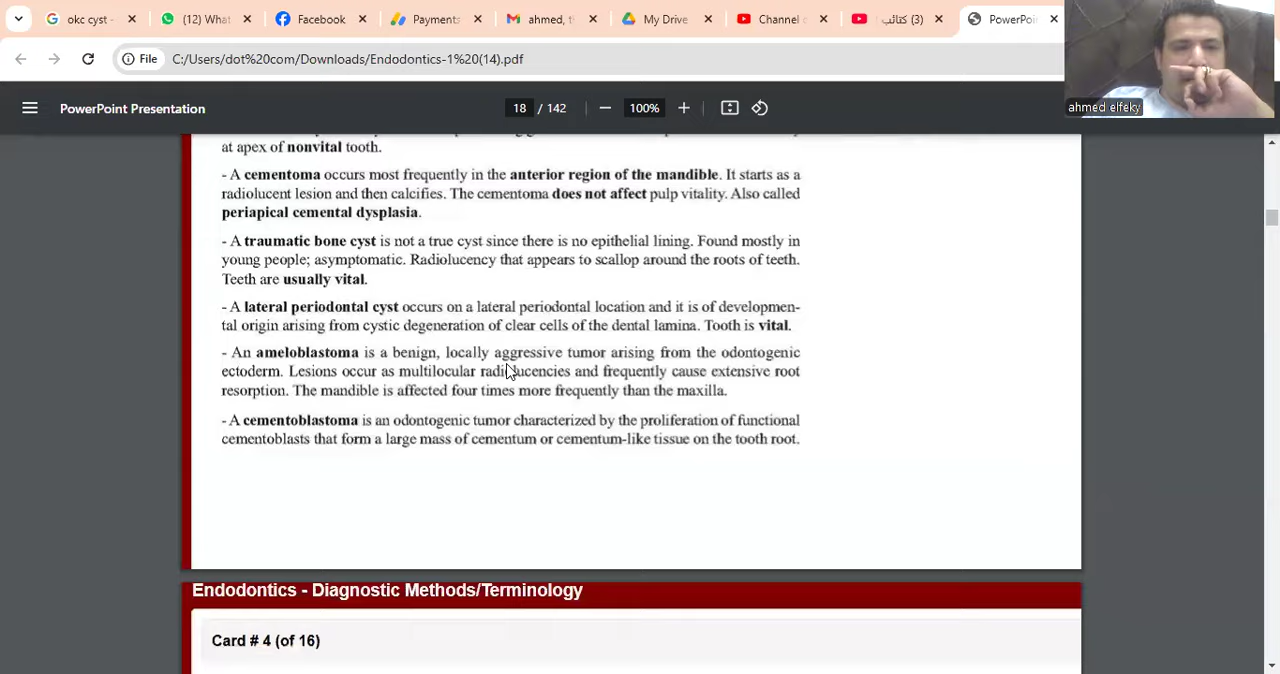 okc cyst -
(12) What
Facebook
Payments
ahmed, t
My Drive
Channel c
(3) كتائب
PowerPoi
File
C:/Users/dot%20com/Downloads/Endodontics-1%20(14).pdf
PowerPoint Presentation
18 / 142
100%
ahmed elfeky
at apex of nonvital tooth.
- A cementoma occurs most frequently in the anterior region of the mandible. It starts as a
radiolucent lesion and then calcifies. The cementoma does not affect pulp vitality. Also called
periapical cemental dysplasia.
- A traumatic bone cyst is not a true cyst since there is no epithelial lining. Found mostly in
young people; asymptomatic. Radiolucency that appears to scallop around the roots of teeth.
Teeth are usually vital.
- A lateral periodontal cyst occurs on a lateral periodontal location and it is of developmen-
tal origin arising from cystic degeneration of clear cells of the dental lamina. Tooth is vital.
- An ameloblastoma is a benign, locally aggressive tumor arising from the odontogenic
ectoderm. Lesions occur as multilocular radiolucencies and frequently cause extensive root
resorption. The mandible is affected four times more frequently than the maxilla.
- A cementoblastoma is an odontogenic tumor characterized by the proliferation of functional
cementoblasts that form a large mass of cementum or cementum-like tissue on the tooth root.
Endodontics - Diagnostic Methods/Terminology
Card # 4 (of 16)